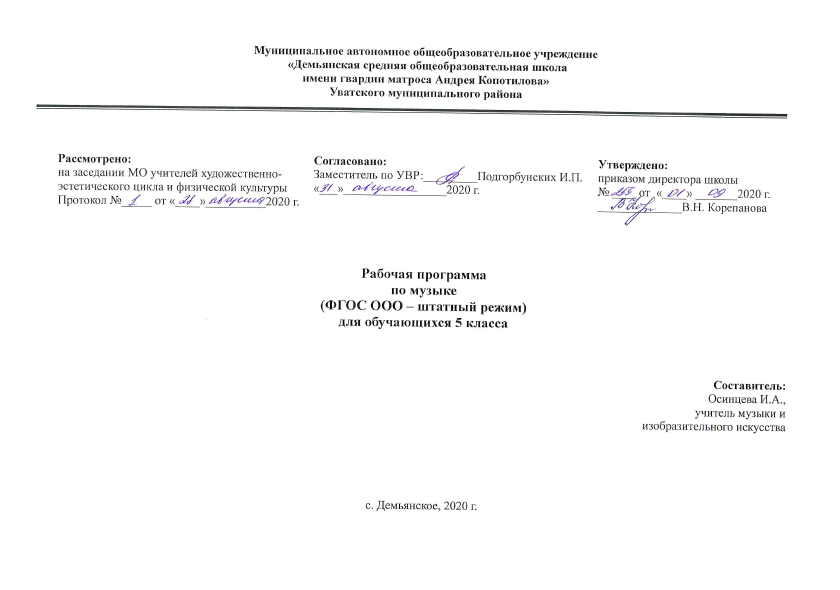 Муниципальное автономное общеобразовательное учреждение
«Демьянская средняя общеобразовательная школа
имени гвардии матроса Андрея Копотилова»
Уватского муниципального района
Рассмотрено:
на заседании МО учителей художественно-
эстетического цикла и физической культуры
Протокол № 1 от « » августа 2020 г.
Согласовано:
Заместитель по УВР: Подгорбунских И.П.
«31» августа 2020 г.
Утверждено:
приказом директора школы
№ от «01» 09 2020 г.
В.Н. Корепанова
Рабочая программа
по музыке
(ФГОС ООО – штатный режим)
для обучающихся 5 класса
Составитель:
Осинцева И.А.,
учитель музыки и
изобразительного искусства
с. Демьянское, 2020 г.